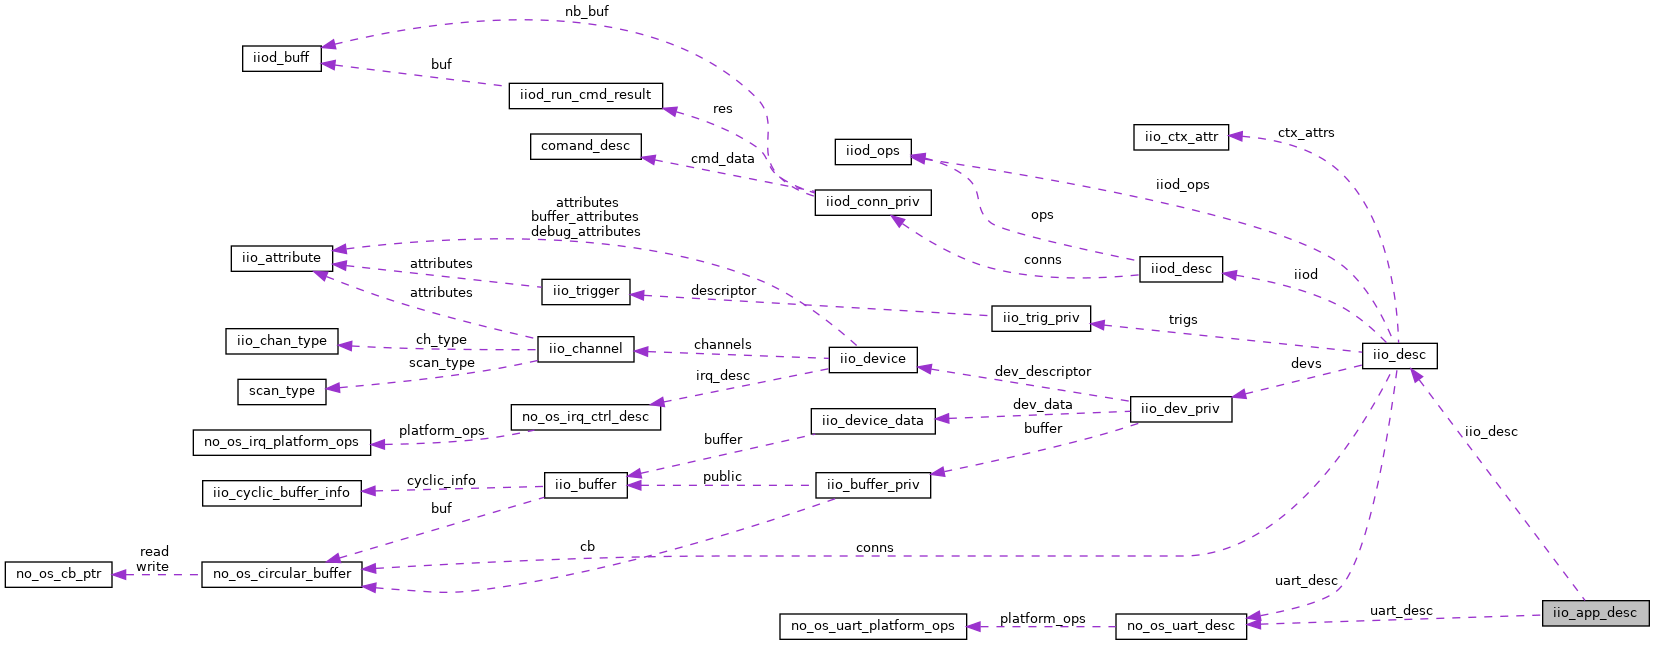 nb_buf
iiod_buff
buf
iiod_run_cmd_result
res
comand_desc
cmd_data
iiod_ops
iio_ctx_attr
ctx_attrs
iiod_ops
iiod_conn_priv
ops
attributes
buffer_attributes
debug_attributes
iio_attribute
attributes
conns
iiod_desc
iiod
attributes
iio_trigger
descriptor
iio_trig_priv
trigs
iio_chan_type
ch_type
iio_channel
channels
iio_device
iio_desc
scan_type
scan_type
irq_desc
dev_descriptor
devs
no_os_irq_ctrl_desc
iio_device_data
dev_data
iio_dev_priv
no_os_irq_platform_ops
platform_ops
buffer
buffer
iio_desc
iio_cyclic_buffer_info
cyclic_info
iio_buffer
public
iio_buffer_priv
buf
cb
conns
read
write
no_os_cb_ptr
no_os_circular_buffer
uart_desc
no_os_uart_platform_ops
platform_ops
no_os_uart_desc
uart_desc
iio_app_desc